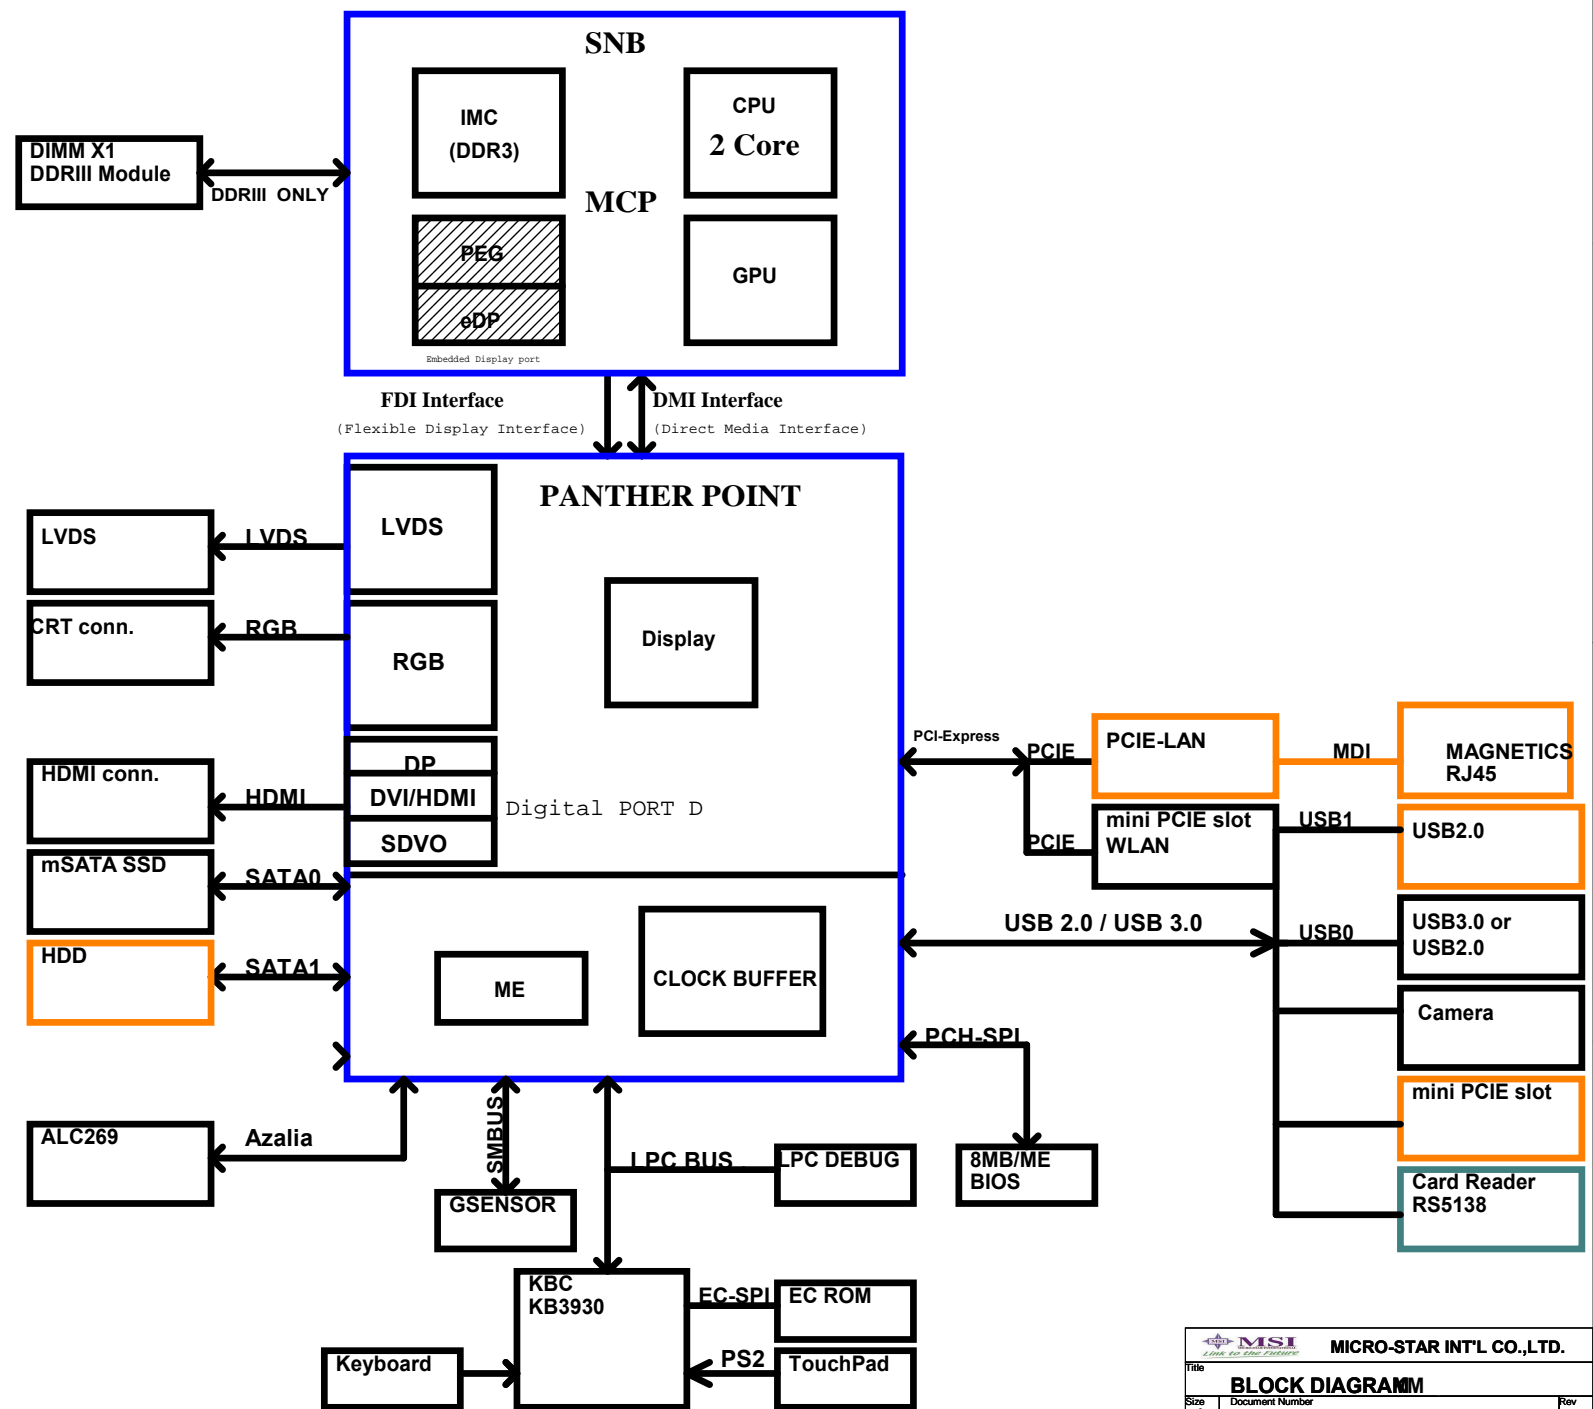 SNB
IMC
(DDR3)
CPU
2 Core
DIMM X1
DDRIII Module
DDRIII ONLY
MCP
PEG
GPU
eDP
Embedded Display port
FDI Interface
DMI Interface
(Flexible Display Interface)
(Direct Media Interface)
PANTHER POINT
LVDS
LVDS
LVDS
CRT conn.
RGB
RGB
Display
DP
HDMI conn.
HDMI
DVI/HDMI
Digital PORT D
SDVO
mSATA SSD
SATA0
HDD
SATA1
ME
CLOCK BUFFER
PCI-Express
PCIE
PCIE-LAN
MDI
MAGNETICS
RJ45
PCIE
mini PCIE slot
WLAN
USB1
USB2.0
USB 2.0 / USB 3.0
USB0
USB3.0 or
USB2.0
Camera
PCH-SPI
mini PCIE slot
Card Reader
RS5138
ALC269
Azalia
SMBUS
GSENSOR
LPC BUS
LPC DEBUG
8MB/ME
BIOS
KBC
KB3930
EC-SPI
EC ROM
Keyboard
PS2
TouchPad
MSI
Link to the Future
MICRO-STAR INT'L CO.,LTD.
Title
BLOCK DIAGRAM
Size
Document Number
Rev